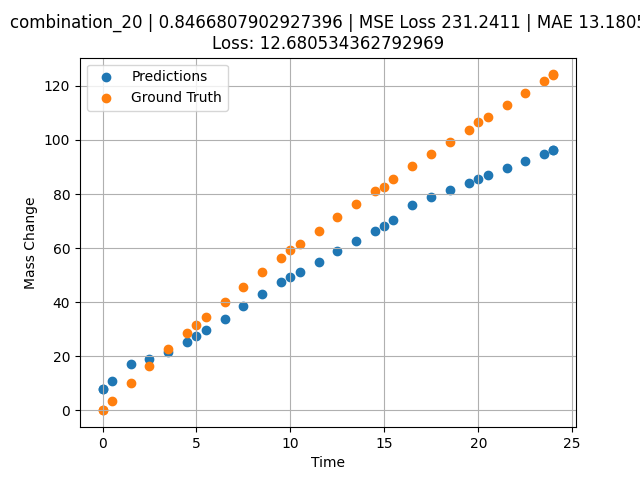 combination_20 | 0.8466807902927396 | MSE Loss 231.2411 | MAE 13.1805
Loss: 12.680534362792969
Predictions
Ground Truth
120
100
80
60
40
20
0
Mass Change
0 5 10 15 20 25
Time